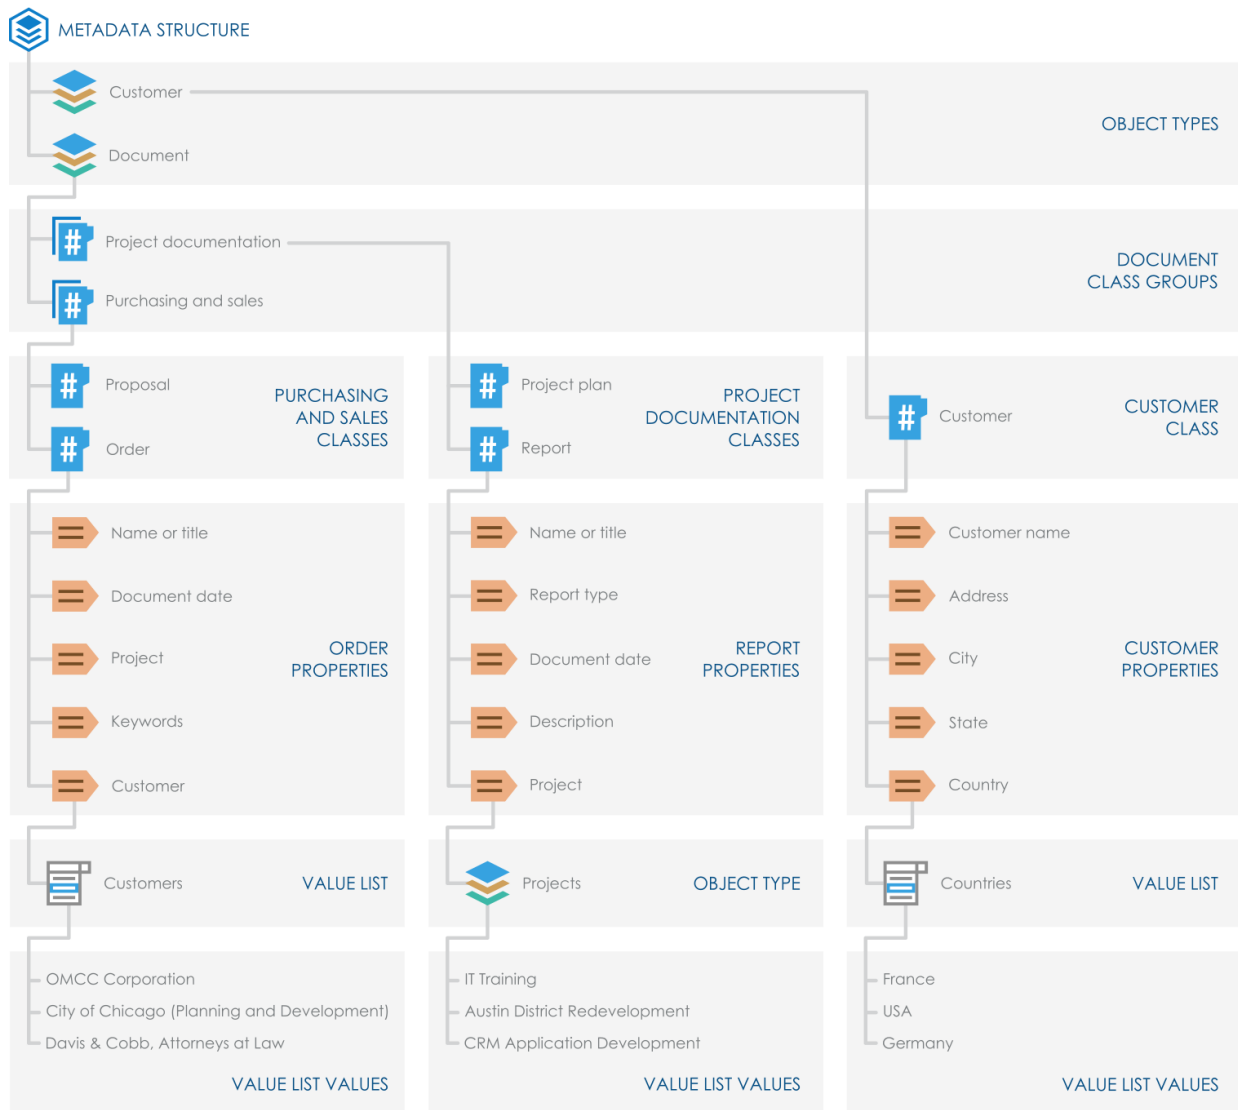 METADATA STRUCTURE
Customer
Document
OBJECT TYPES
Project documentation
Purchasing and sales
DOCUMENT
CLASS GROUPS
Proposal
Order
PURCHASING
AND SALES
CLASSES
Project plan
Report
PROJECT
DOCUMENTATION
CLASSES
Customer
CUSTOMER
CLASS
Name or title
Document date
Project
Keywords
Customer
ORDER
PROPERTIES
Name or title
Report type
Document date
Description
Project
REPORT
PROPERTIES
Customer name
Address
City
State
Country
CUSTOMER
PROPERTIES
Customers
VALUE LIST
Projects
OBJECT TYPE
Countries
VALUE LIST
OMCC Corporation
City of Chicago (Planning and Development)
Davis & Cobb, Attorneys at Law
VALUE LIST VALUES
IT Training
Austin District Redevelopment
CRM Application Development
VALUE LIST VALUES
France
USA
Germany
VALUE LIST VALUES